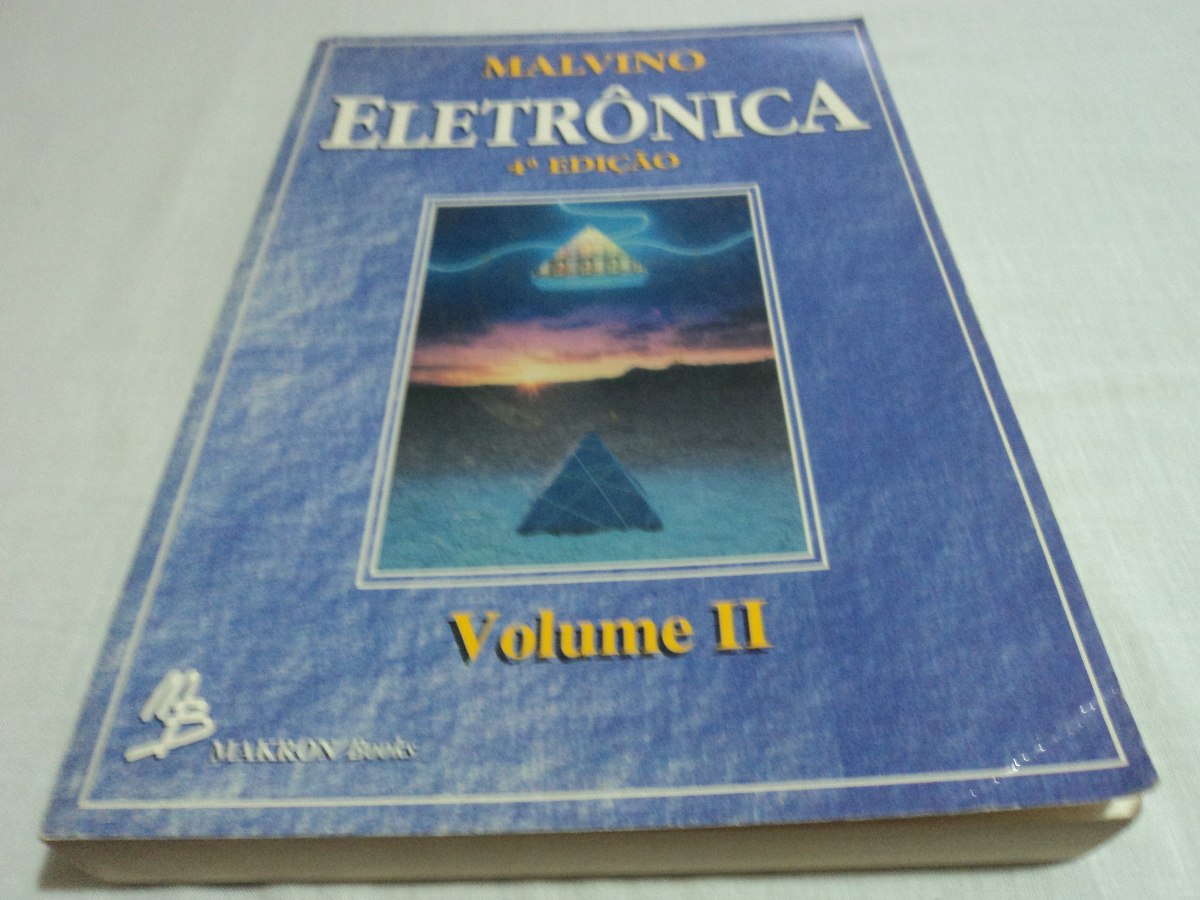 MALVINO
ELETRÔNICA
4ª EDIÇÃO
Volume II
MAKRON Books